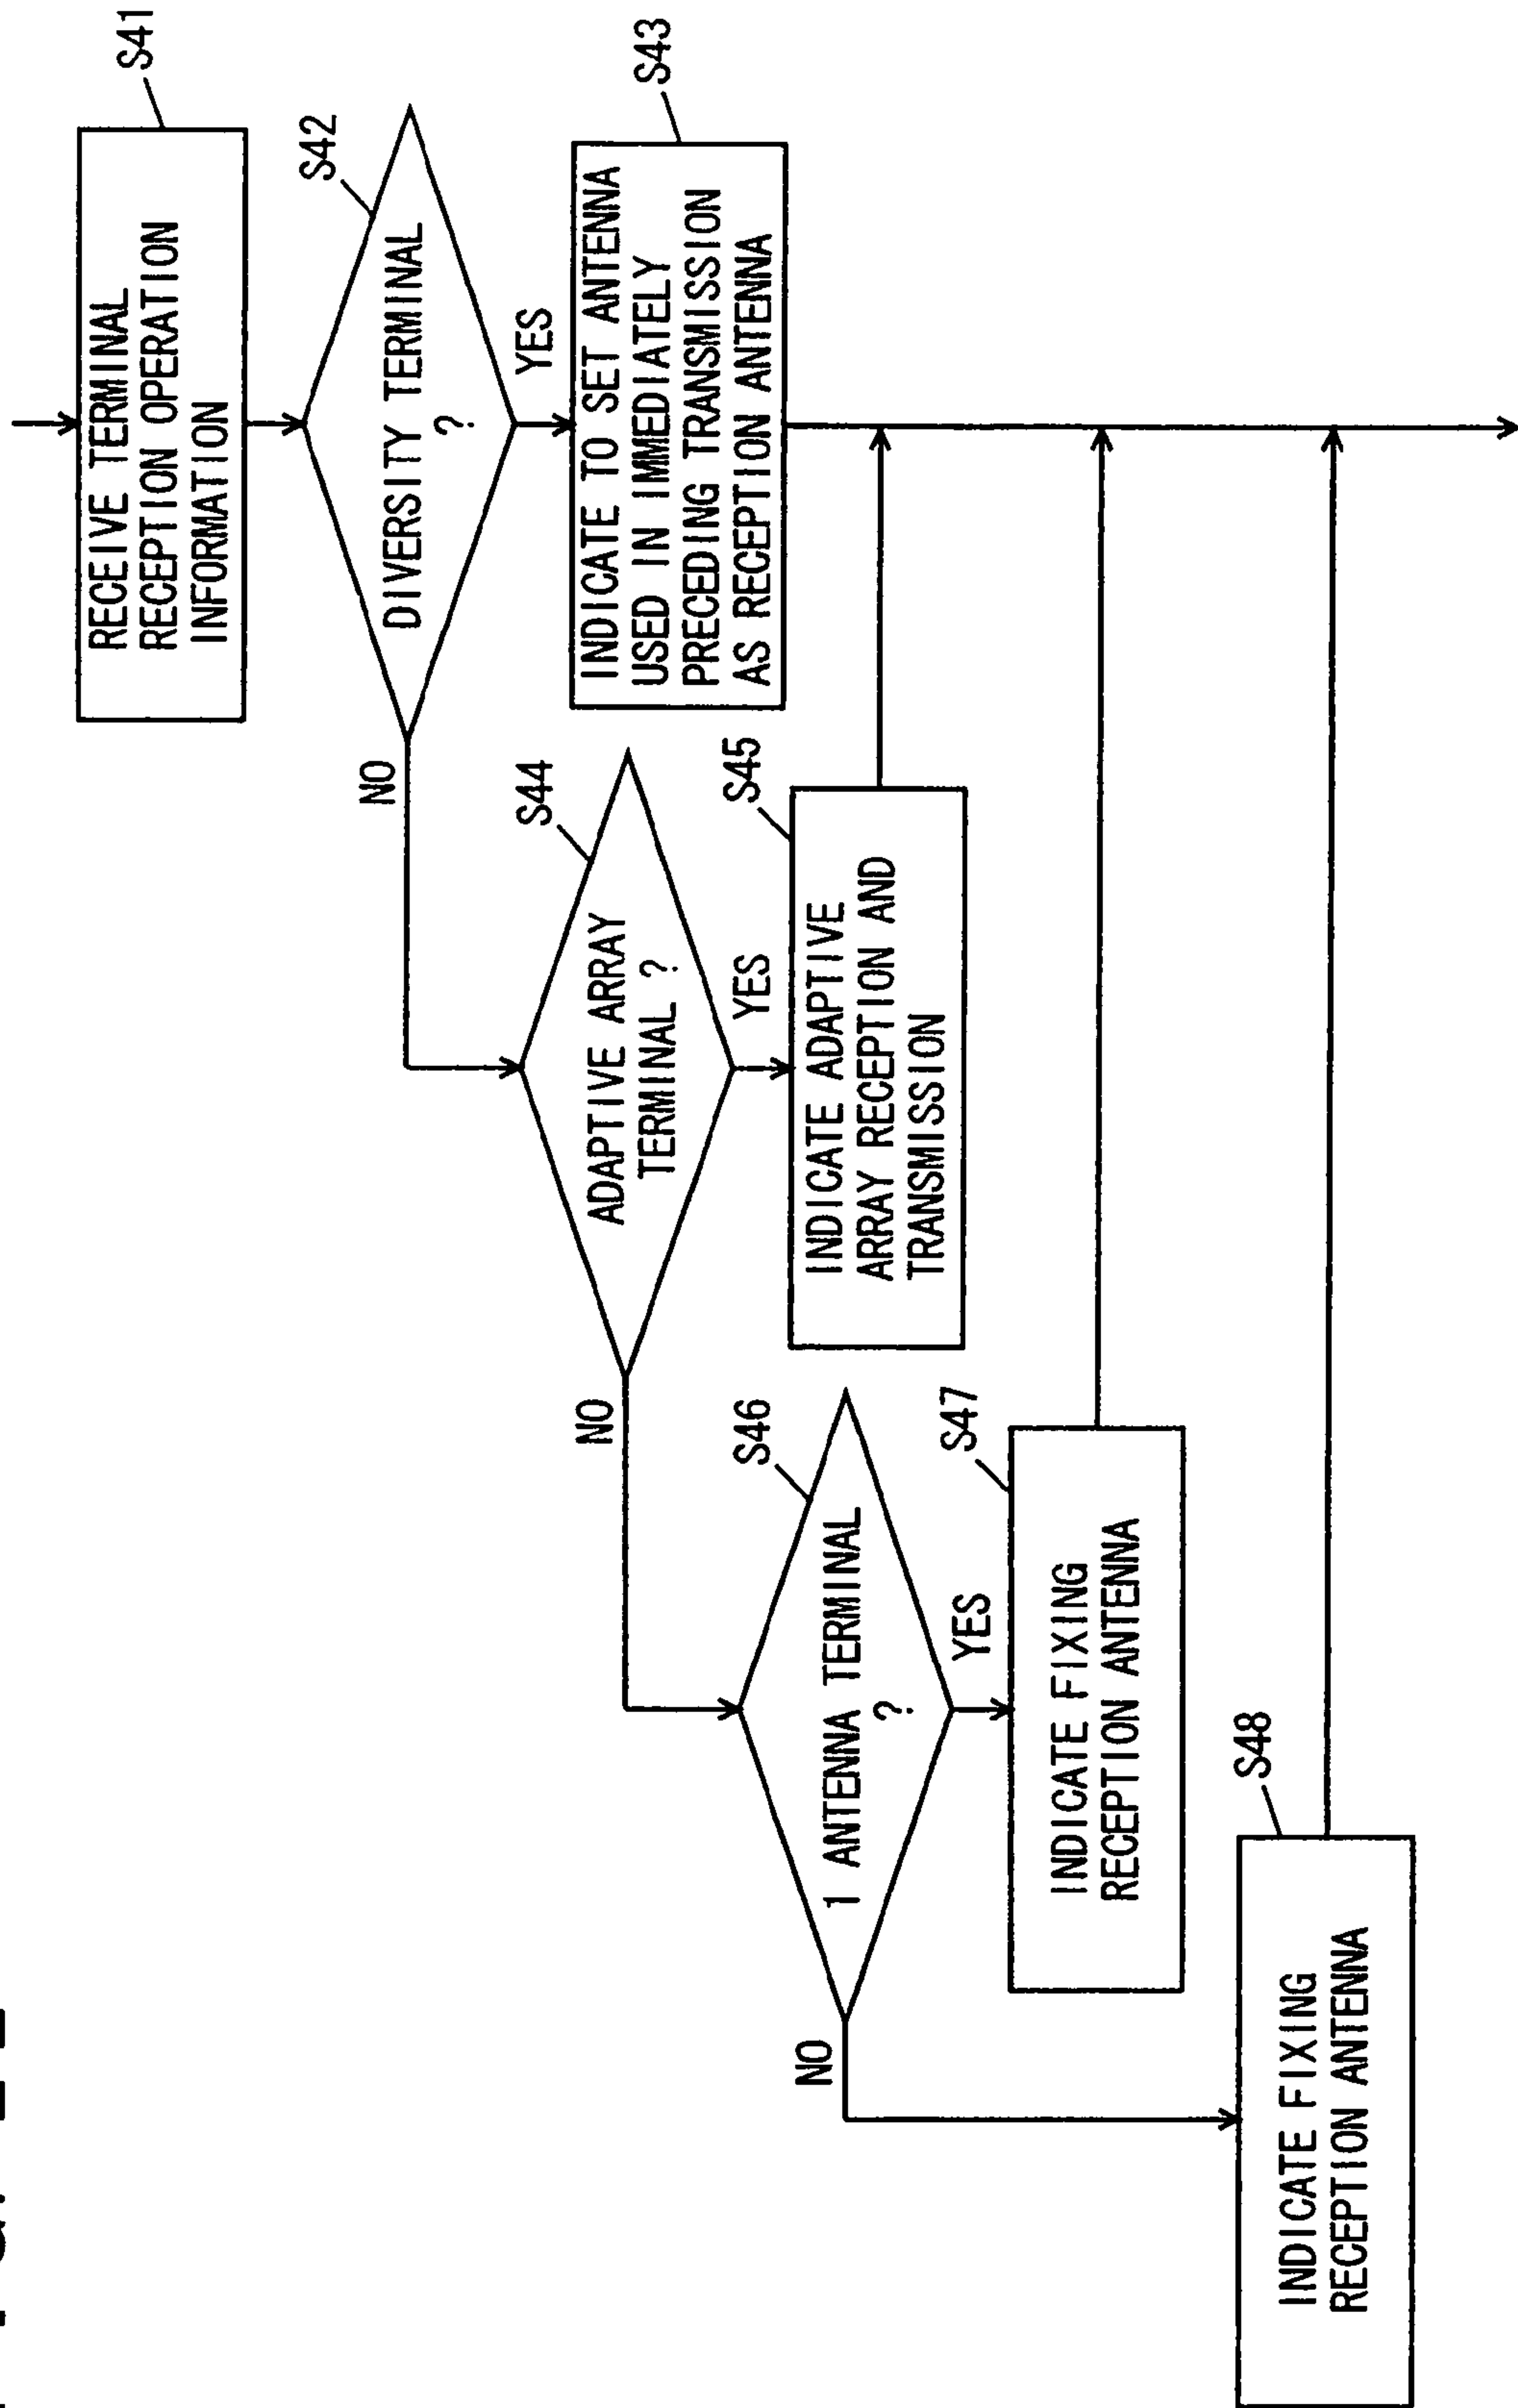 RECEIVE TERMINAL
RECEPTION OPERATION
INFORMATION
S41
DIVERSITY TERMINAL
?
S42
YES
NO
INDICATE TO SET ANTENNA
USED IN IMMEDIATELY
PRECEDING TRANSMISSION
AS RECEPTION ANTENNA
S43
ADAPTIVE ARRAY
TERMINAL ?
S44
YES
NO
INDICATE ADAPTIVE
ARRAY RECEPTION AND
TRANSMISSION
S45
1 ANTENNA TERMINAL
?
S46
YES
NO
INDICATE FIXING
RECEPTION ANTENNA
S47
INDICATE FIXING
RECEPTION ANTENNA
S48